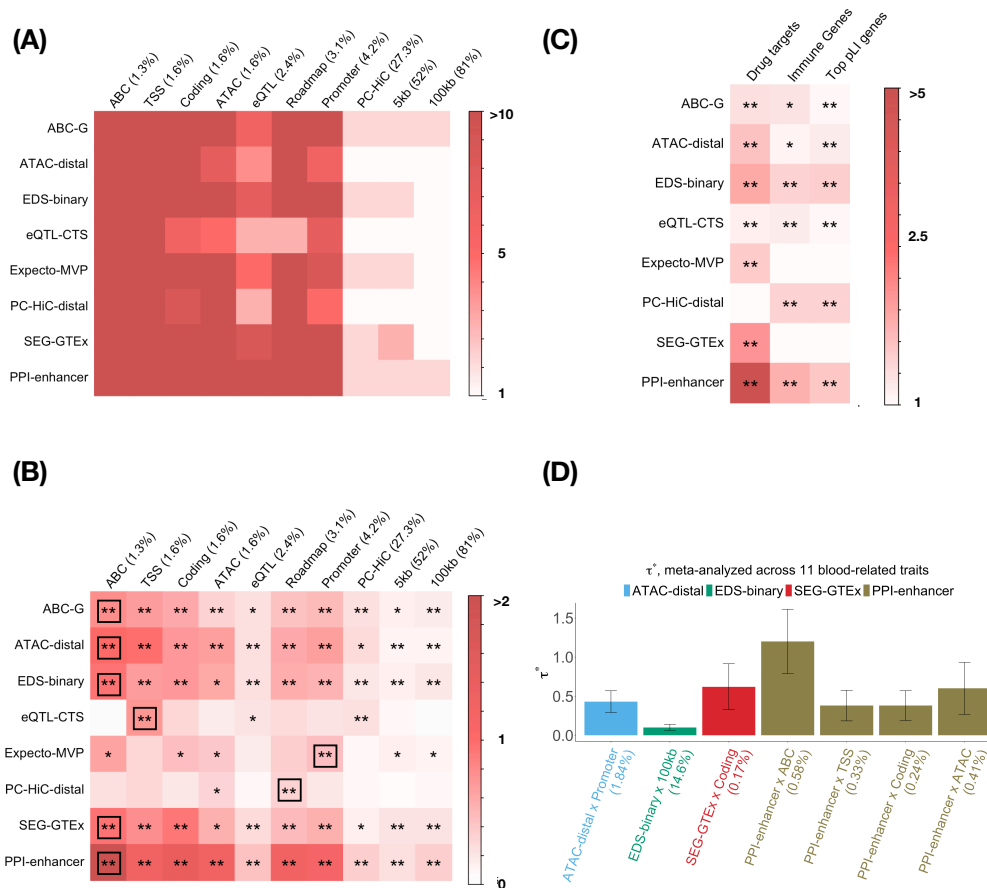 (A)
ABC (1.3%)
TSS (1.6%)
Coding (1.6%)
ATAC (1.6%)
eQTL (2.4%)
Roadmap (3.1%)
Promoter (4.2%)
PC-HiC (27.3%)
5kb (52%)
100kb (81%)
ABC-G
ATAC-distal
EDS-binary
eQTL-CTS
Expecto-MVP
PC-HiC-distal
SEG-GTEx
PPI-enhancer
>10
5
1
(C)
Drug targets
Immune Genes
Top pLI genes
ABC-G ** * **
ATAC-distal ** * **
EDS-binary ** ** **
eQTL-CTS ** ** **
Expecto-MVP **
PC-HiC-distal ** **
SEG-GTEx **
PPI-enhancer ** ** **
>5
2.5
1
(B)
ABC (1.3%)
TSS (1.6%)
Coding (1.6%)
ATAC (1.6%)
eQTL (2.4%)
Roadmap (3.1%)
Promoter (4.2%)
PC-HiC (27.3%)
5kb (52%)
100kb (81%)
ABC-G ** ** ** ** * ** ** ** * **
ATAC-distal ** ** ** ** ** ** ** * ** **
EDS-binary ** ** ** * ** ** ** ** ** **
eQTL-CTS ** * **
Expecto-MVP * * * ** * *
PC-HiC-distal * **
SEG-GTEx ** ** ** * ** ** ** * ** **
PPI-enhancer ** ** ** ** ** ** ** ** ** **
>2
1
0
(D)
τ*, meta-analyzed across 11 blood-related traits
ATAC-distal EDS-binary SEG-GTEx PPI-enhancer
τ*
1.5
1.0
0.5
0.0
ATAC-distal x Promoter
(1.84%)
EDS-binary x 100kb
(14.6%)
SEG-GTEx x Coding
(0.17%)
PPI-enhancer x ABC
(0.58%)
PPI-enhancer x TSS
(0.33%)
PPI-enhancer x Coding
(0.24%)
PPI-enhancer x ATAC
(0.41%)